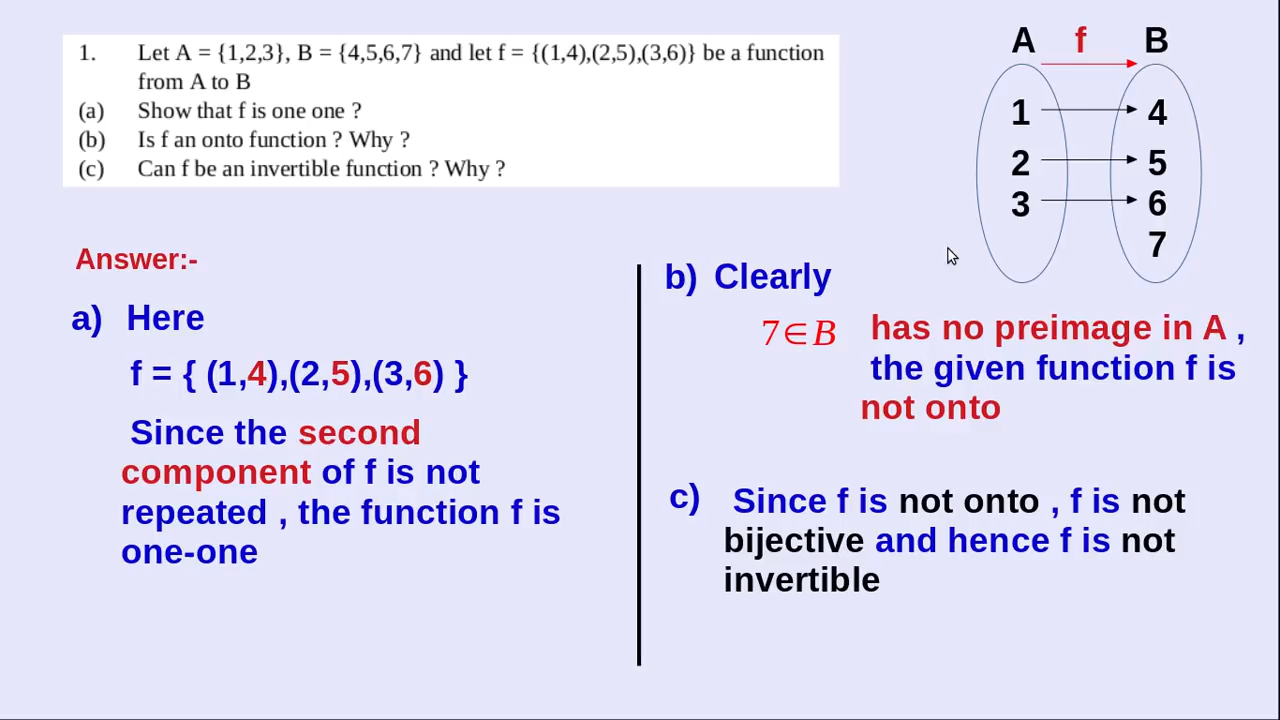 1. Let A = {1,2,3}, B = {4,5,6,7} and let f = {(1,4),(2,5),(3,6)} be a function
from A to B
(a) Show that f is one one ?
(b) Is f an onto function ? Why ?
(c) Can f be an invertible function ? Why ?
A f B
1 4
2 5
3 6
7
Answer:-
a) Here
f = { (1,4),(2,5),(3,6) }
Since the second
component of f is not
repeated , the function f is
one-one
b) Clearly
7∈B has no preimage in A ,
the given function f is
not onto
c) Since f is not onto , f is not
bijective and hence f is not
invertible